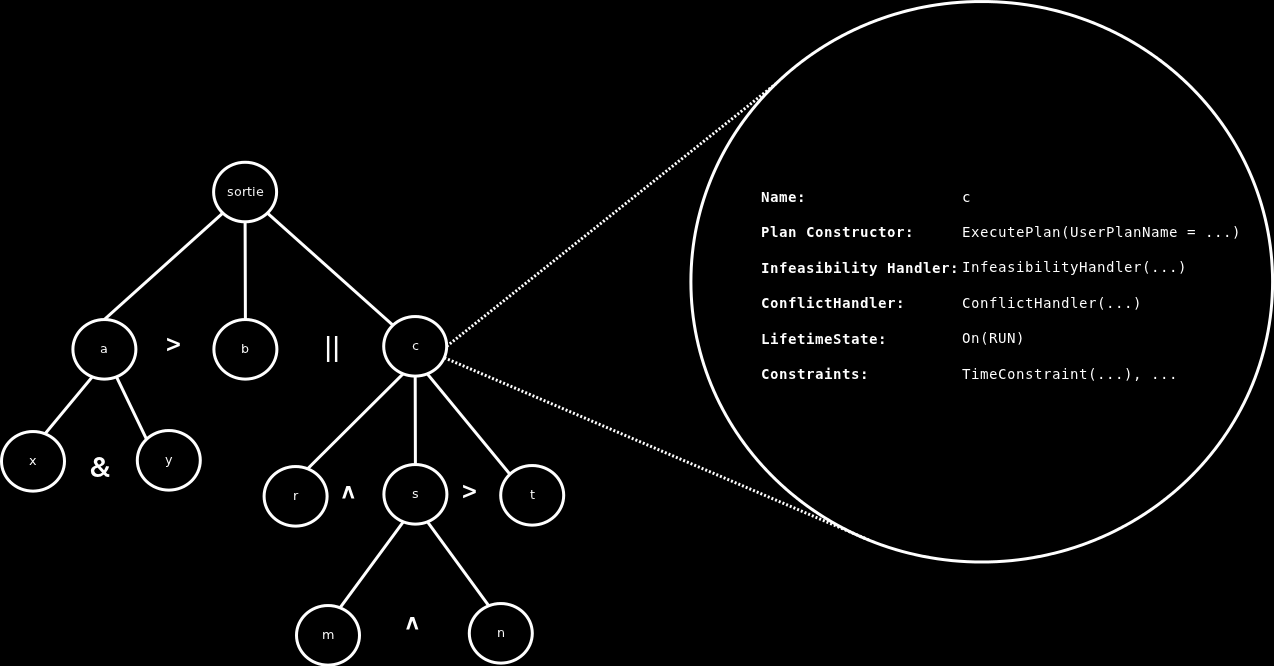 sortie
a > b || c
x & y
r ʌ s > t
m ʌ n
Name: c
Plan Constructor: ExecutePlan(UserPlanName = ...)
Infeasibility Handler: InfeasibilityHandler(...)
ConflictHandler: ConflictHandler(...)
LifetimeState: On(RUN)
Constraints: TimeConstraint(...), ...